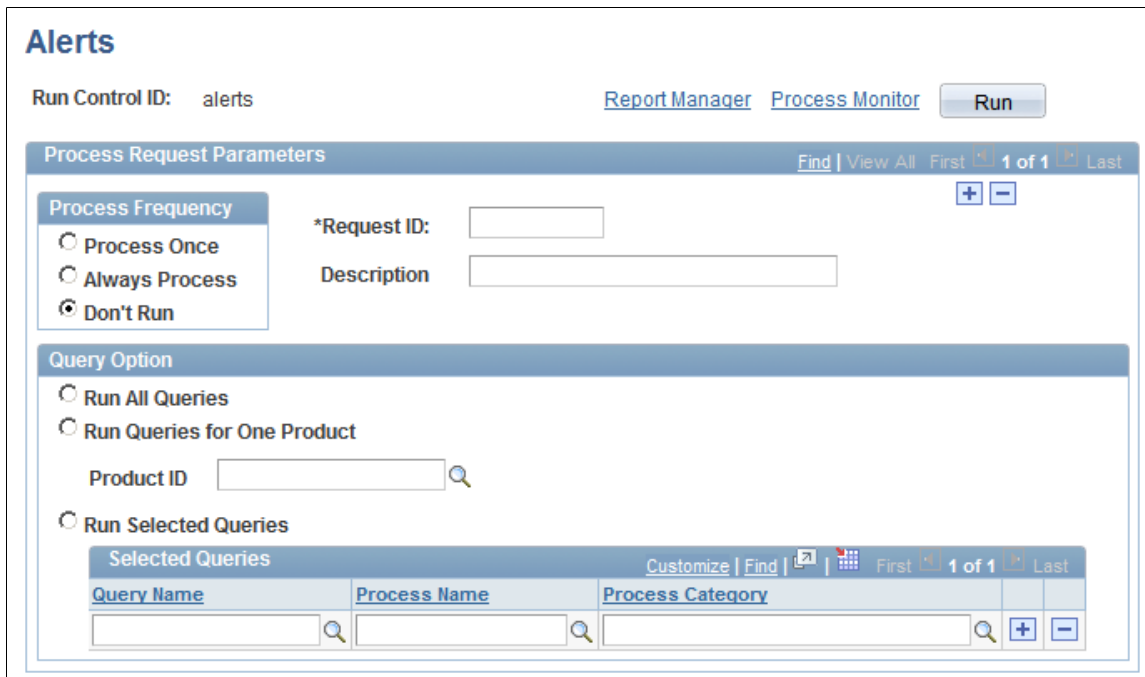 Alerts
Run Control ID: alerts Report Manager Process Monitor Run
Process Request Parameters Find | View All First 1 of 1 Last
Process Frequency
*Request ID:
Process Once
Description
Always Process
Don't Run
Query Option
Run All Queries
Run Queries for One Product
Product ID
Run Selected Queries
Selected Queries Customize | Find | | First 1 of 1 Last
Query Name Process Name Process Category